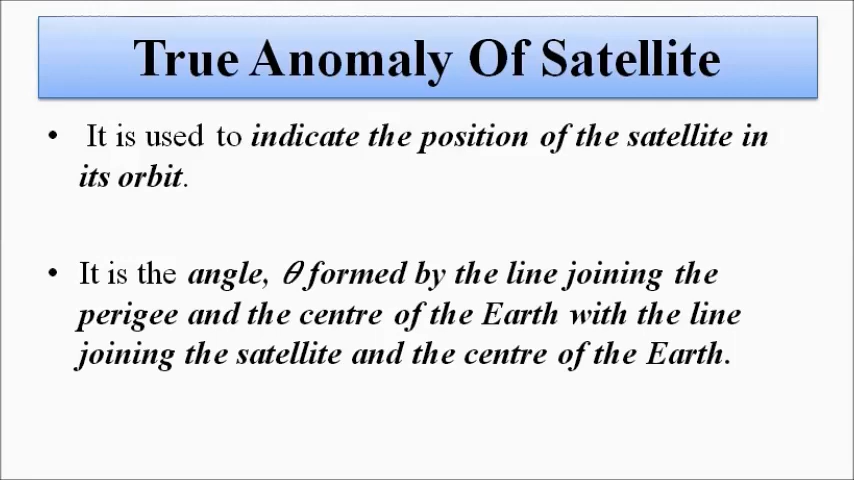 True Anomaly Of Satellite
• It is used to indicate the position of the satellite in
its orbit.
• It is the angle, θ formed by the line joining the
perigee and the centre of the Earth with the line
joining the satellite and the centre of the Earth.